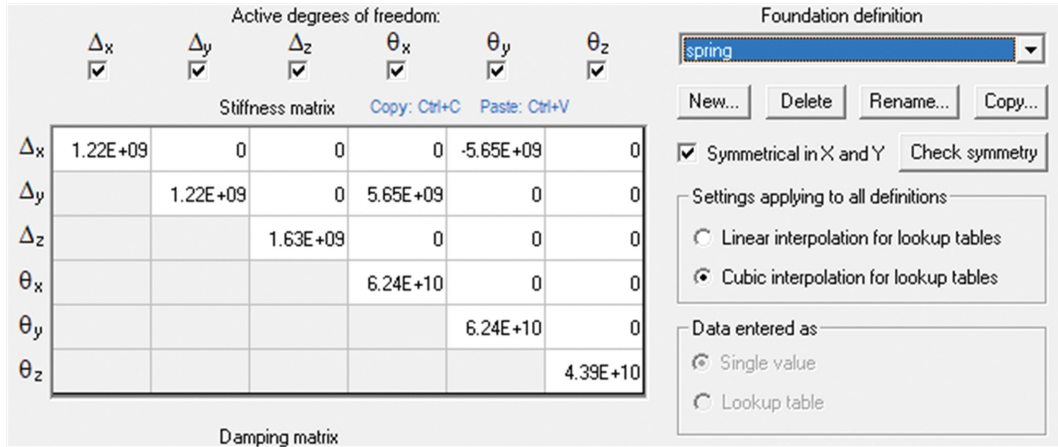 Active degrees of freedom:
Δx Δy Δz θx θy θz
Stiffness matrix Copy: Ctrl+C Paste: Ctrl+V
Δx 1.22E+09 0 0 0 -5.65E+09 0
Δy 1.22E+09 0 5.65E+09 0 0
Δz 1.63E+09 0 0 0
θx 6.24E+10 0 0
θy 6.24E+10 0
θz 4.39E+10
Damping matrix
Foundation definition
spring
New... Delete Rename... Copy...
Symmetrical in X and Y Check symmetry
Settings applying to all definitions
Linear interpolation for lookup tables
Cubic interpolation for lookup tables
Data entered as
Single value
Lookup table